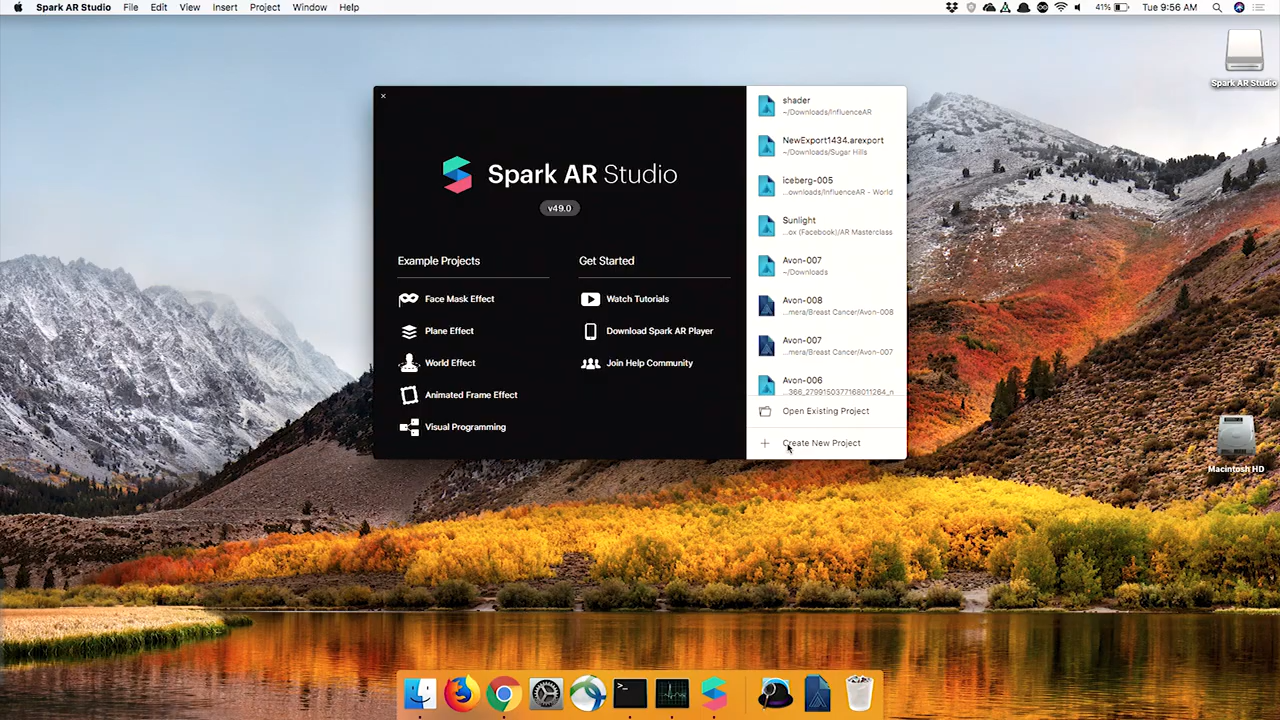 Spark AR Studio File Edit View Insert Project Window Help
41% Tue 9:56 AM
Spark AR Studio
Spark AR Studio
v49.0
Example Projects
Face Mask Effect
Plane Effect
World Effect
Animated Frame Effect
Visual Programming
Get Started
Watch Tutorials
Download Spark AR Player
Join Help Community
shader
~/Downloads/InfluenceAR
NewExport1434.arexport
~/Downloads/Sugar Hills
iceberg-005
...ownloads/InfluenceAR - World
Sunlight
...ox (Facebook)/AR Masterclass
Avon-007
~/Downloads
Avon-008
...mera/Breast Cancer/Avon-008
Avon-007
...mera/Breast Cancer/Avon-007
Avon-006
...366_2799150377168011264_n
Open Existing Project
Create New Project
Macintosh HD
>_